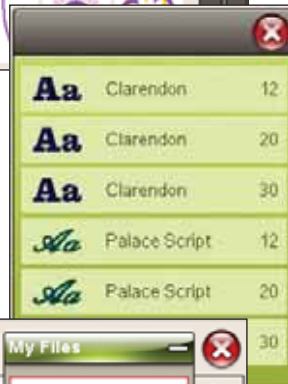 Aa Clarendon 12
Aa Clarendon 20
Aa Clarendon 30
Aa Palace Script 12
Aa Palace Script 20
30
My Files